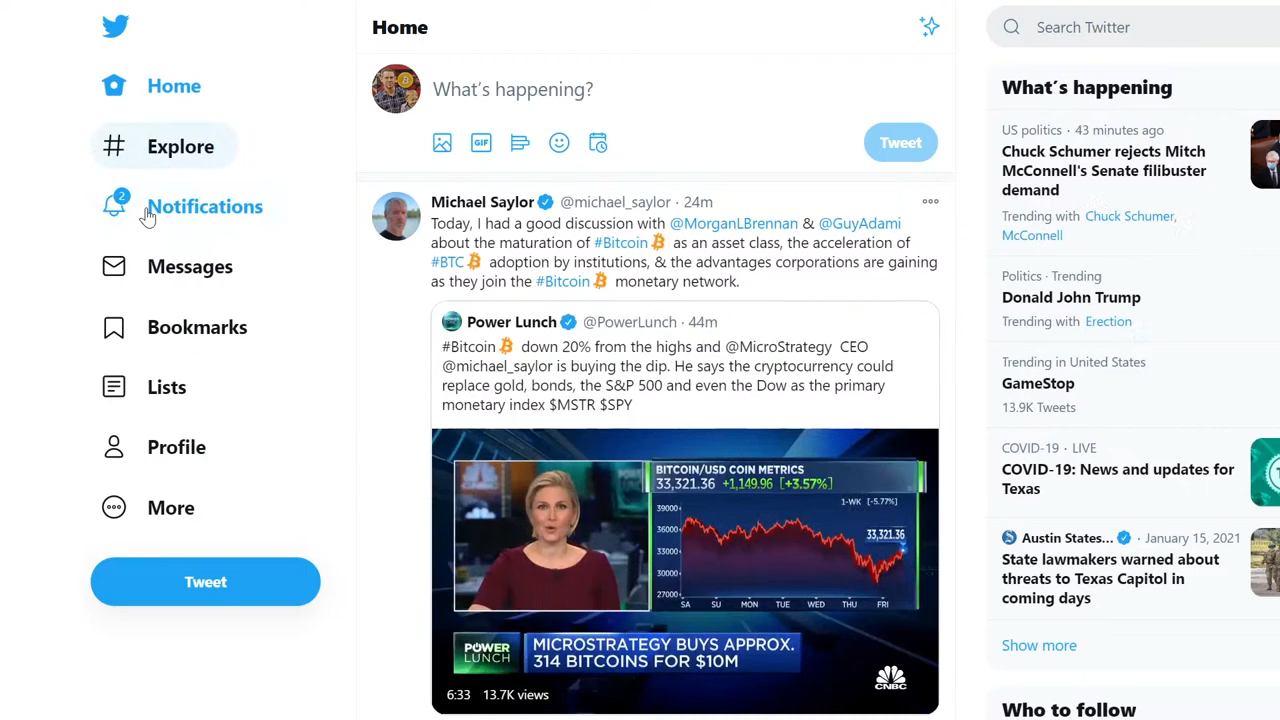 Home
Explore
2
Notifications
Messages
Bookmarks
Lists
Profile
More
Tweet
Home
What's happening?
GIF
Tweet
Michael Saylor @michael_saylor · 24m
Today, I had a good discussion with @MorganLBrennan & @GuyAdami
about the maturation of #Bitcoin as an asset class, the acceleration of
#BTC adoption by institutions, & the advantages corporations are gaining
as they join the #Bitcoin monetary network.
Power Lunch @PowerLunch · 44m
#Bitcoin down 20% from the highs and @MicroStrategy CEO
@michael_saylor is buying the dip. He says the cryptocurrency could
replace gold, bonds, the S&P 500 and even the Dow as the primary
monetary index $MSTR $SPY
BITCOIN/USD COIN METRICS
33,321.36 +1,149.96 [+3.57%]
1-WK [-5.77%]
39000
36000
33000
30000
27000
33,321.36
SA SU MON TUE WED THU FRI
POWER
LUNCH
MICROSTRATEGY BUYS APPROX.
314 BITCOINS FOR $10M
CNBC
6:33 13.7K views
Search Twitter
What's happening
US politics · 43 minutes ago
Chuck Schumer rejects Mitch
McConnell's Senate filibuster
demand
Trending with Chuck Schumer,
McConnell
Politics · Trending
Donald John Trump
Trending with Erection
Trending in United States
GameStop
13.9K Tweets
COVID-19 · LIVE
COVID-19: News and updates for
Texas
Austin States... · January 15, 2021
State lawmakers warned about
threats to Texas Capitol in
coming days
Show more
Who to follow